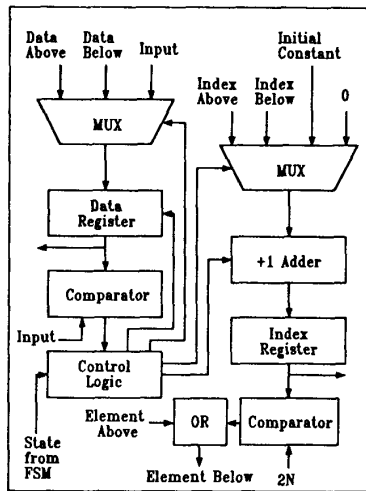 Data
Above
Data
Below
Input
Initial
Constant
Index
Above
Index
Below
0
MUX
MUX
Data
Register
+1 Adder
Comparator
Input
Index
Register
Control
Logic
Element
Above
OR
Comparator
State
from
FSM
Element Below
2N